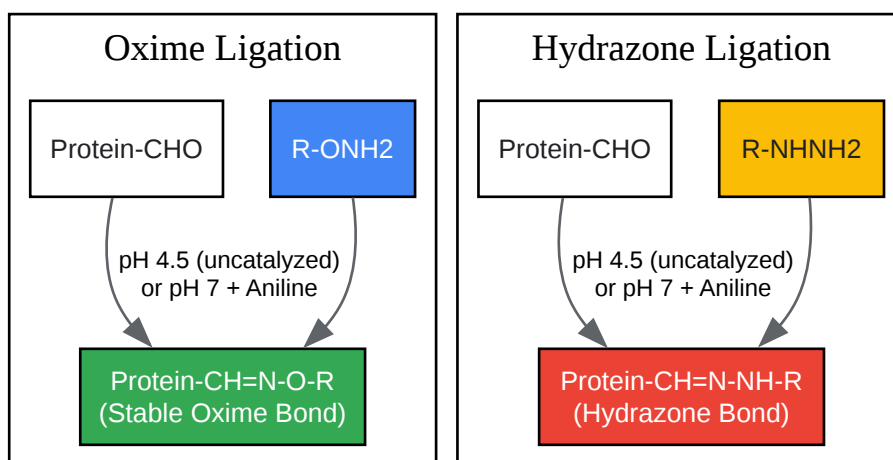 Oxime Ligation
Protein-CHO
R-ONH2
pH 4.5 (uncatalyzed)
or pH 7 + Aniline
Protein-CH=N-O-R
(Stable Oxime Bond)
Hydrazone Ligation
Protein-CHO
R-NHNH2
pH 4.5 (uncatalyzed)
or pH 7 + Aniline
Protein-CH=N-NH-R
(Hydrazone Bond)